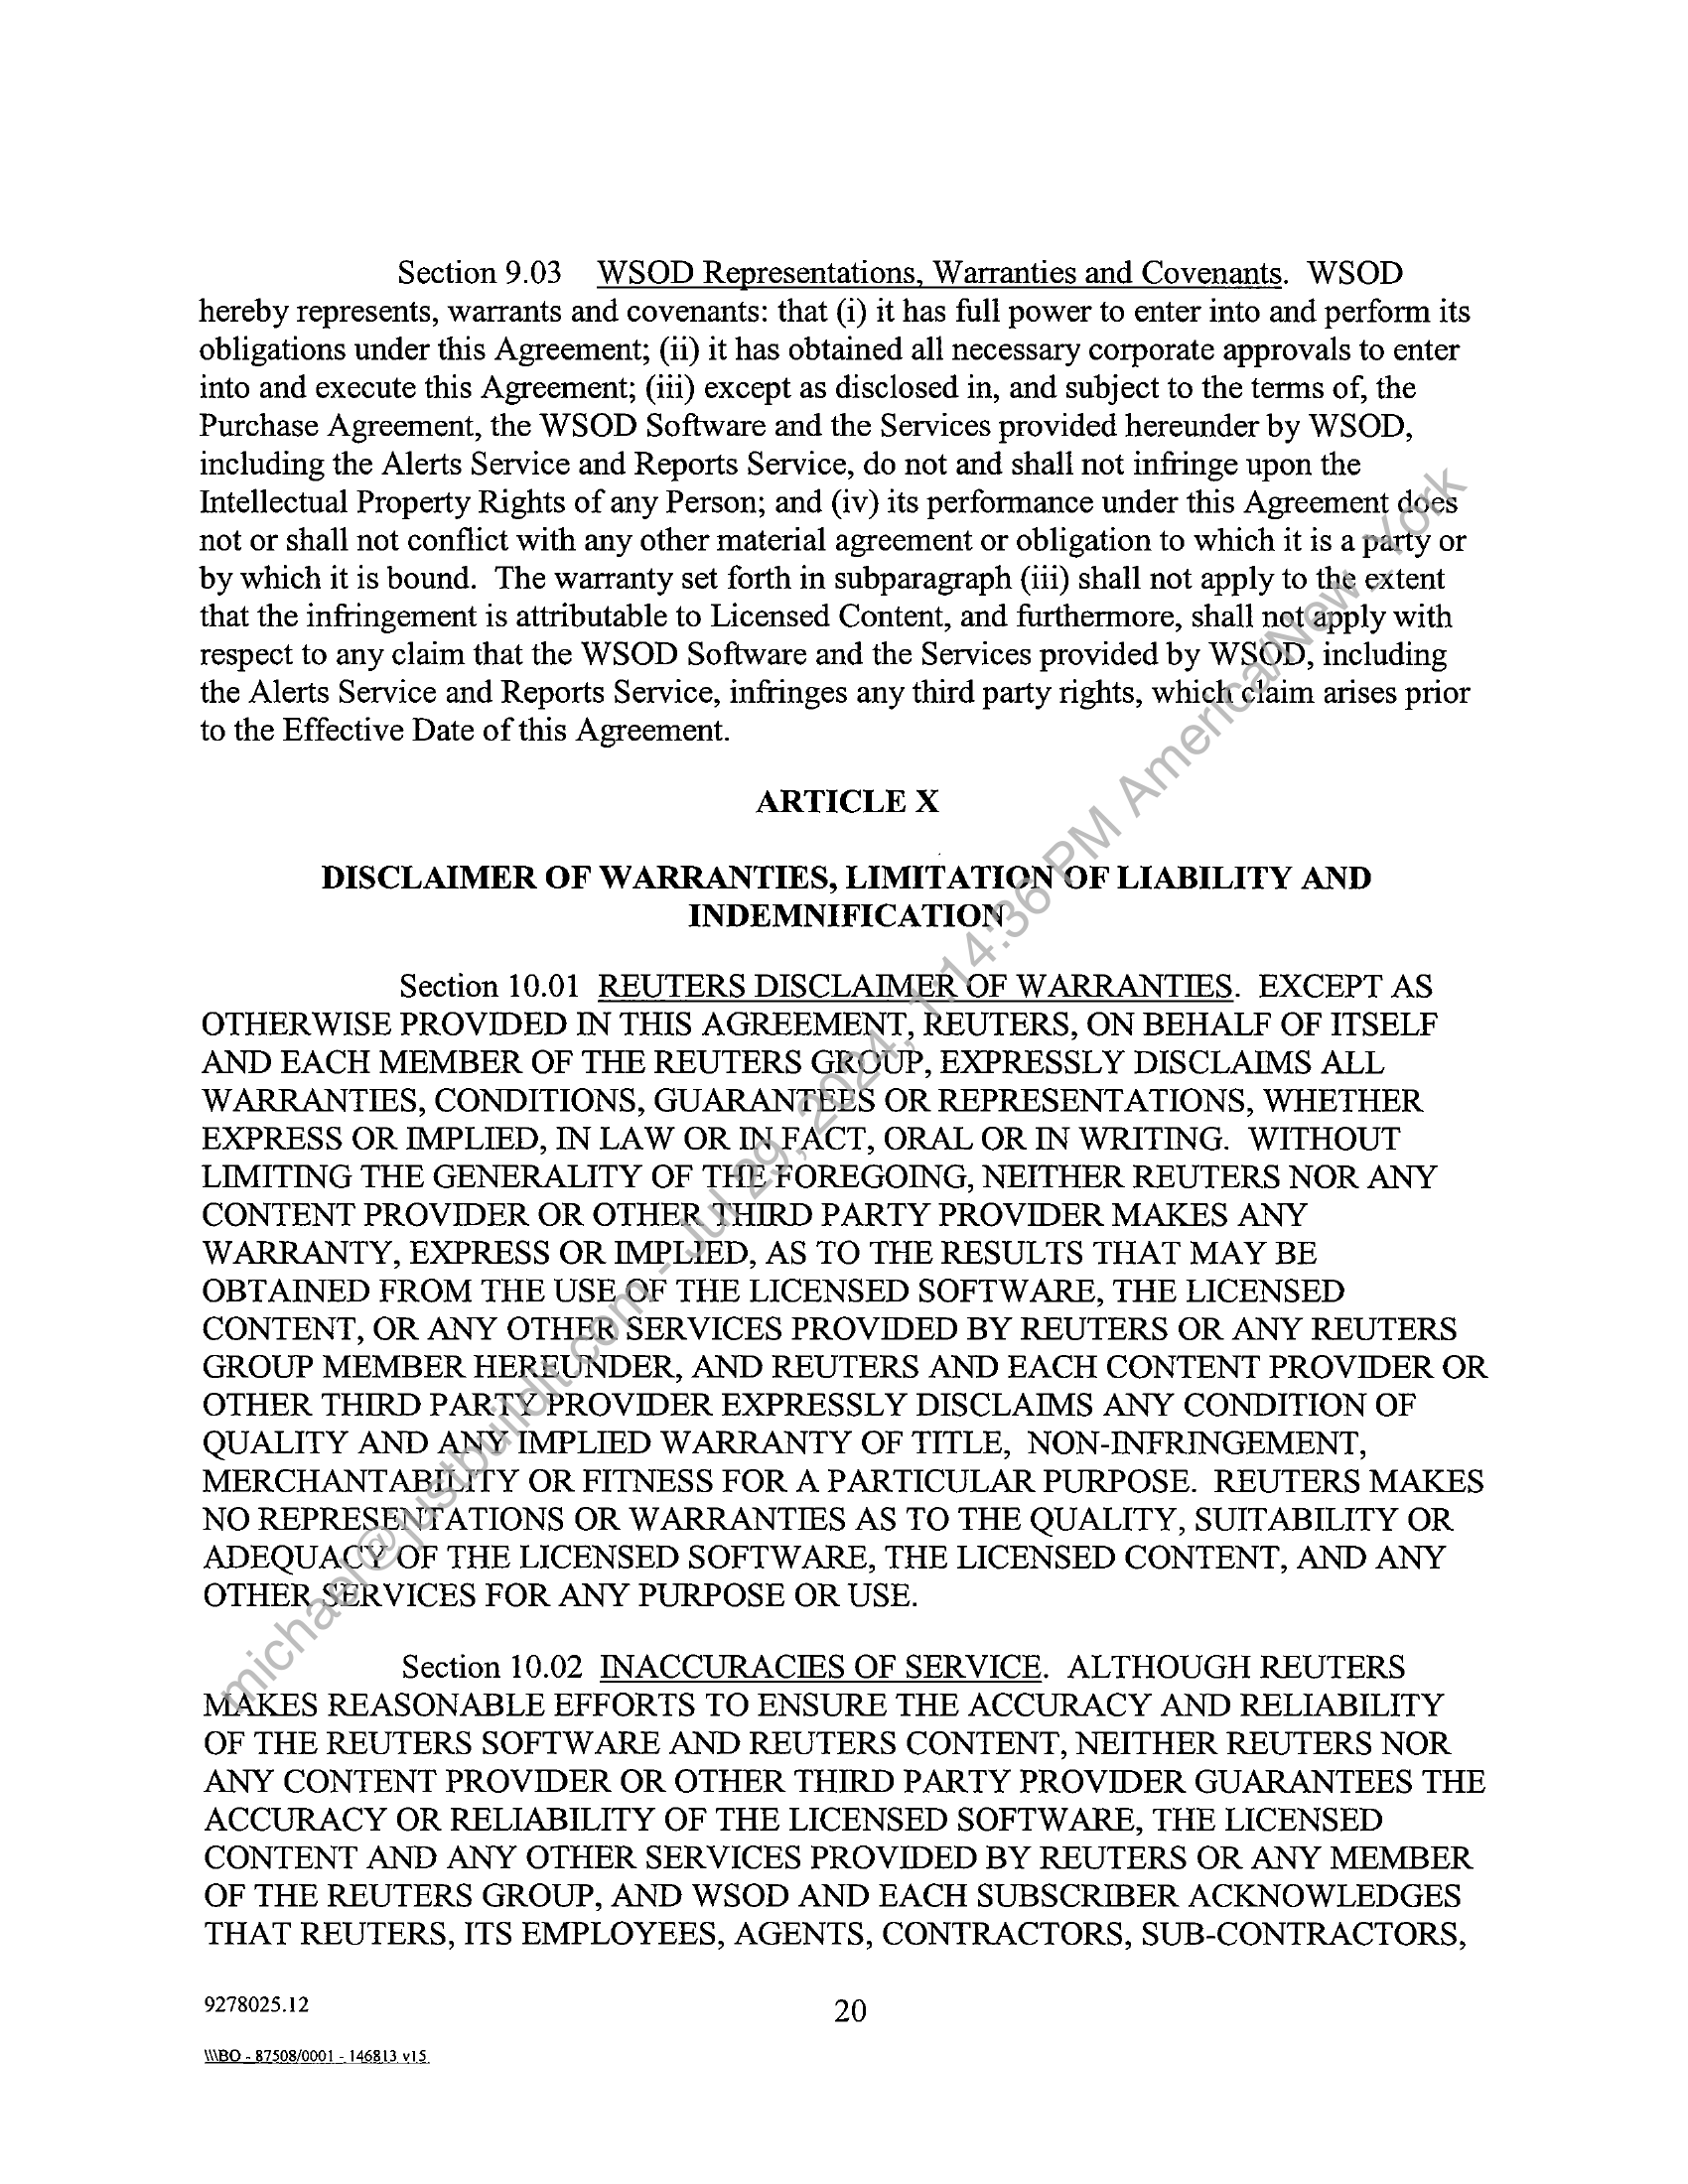 Section 9.03 WSOD Representations, Warranties and Covenants. WSOD
hereby represents, warrants and covenants: that (i) it has full power to enter into and perform its
obligations under this Agreement; (ii) it has obtained all necessary corporate approvals to enter
into and execute this Agreement; (iii) except as disclosed in, and subject to the terms of, the
Purchase Agreement, the WSOD Software and the Services provided hereunder by WSOD,
including the Alerts Service and Reports Service, do not and shall not infringe upon the
Intellectual Property Rights of any Person; and (iv) its performance under this Agreement does
not or shall not conflict with any other material agreement or obligation to which it is a party or
by which it is bound. The warranty set forth in subparagraph (iii) shall not apply to the extent
that the infringement is attributable to Licensed Content, and furthermore, shall not apply with
respect to any claim that the WSOD Software and the Services provided by WSOD, including
the Alerts Service and Reports Service, infringes any third party rights, which claim arises prior
to the Effective Date of this Agreement.
ARTICLE X
DISCLAIMER OF WARRANTIES, LIMITATION OF LIABILITY AND
INDEMNIFICATION
Section 10.01 REUTERS DISCLAIMER OF WARRANTIES. EXCEPT AS
OTHERWISE PROVIDED IN THIS AGREEMENT, REUTERS, ON BEHALF OF ITSELF
AND EACH MEMBER OF THE REUTERS GROUP, EXPRESSLY DISCLAIMS ALL
WARRANTIES, CONDITIONS, GUARANTEES OR REPRESENTATIONS, WHETHER
EXPRESS OR IMPLIED, IN LAW OR IN FACT, ORAL OR IN WRITING. WITHOUT
LIMITING THE GENERALITY OF THE FOREGOING, NEITHER REUTERS NOR ANY
CONTENT PROVIDER OR OTHER THIRD PARTY PROVIDER MAKES ANY
WARRANTY, EXPRESS OR IMPLIED, AS TO THE RESULTS THAT MAY BE
OBTAINED FROM THE USE OF THE LICENSED SOFTWARE, THE LICENSED
CONTENT, OR ANY OTHER SERVICES PROVIDED BY REUTERS OR ANY REUTERS
GROUP MEMBER HEREUNDER, AND REUTERS AND EACH CONTENT PROVIDER OR
OTHER THIRD PARTY PROVIDER EXPRESSLY DISCLAIMS ANY CONDITION OF
QUALITY AND ANY IMPLIED WARRANTY OF TITLE, NON-INFRINGEMENT,
MERCHANTABILITY OR FITNESS FOR A PARTICULAR PURPOSE. REUTERS MAKES
NO REPRESENTATIONS OR WARRANTIES AS TO THE QUALITY, SUITABILITY OR
ADEQUACY OF THE LICENSED SOFTWARE, THE LICENSED CONTENT, AND ANY
OTHER SERVICES FOR ANY PURPOSE OR USE.
Section 10.02 INACCURACIES OF SERVICE. ALTHOUGH REUTERS
MAKES REASONABLE EFFORTS TO ENSURE THE ACCURACY AND RELIABILITY
OF THE REUTERS SOFTWARE AND REUTERS CONTENT, NEITHER REUTERS NOR
ANY CONTENT PROVIDER OR OTHER THIRD PARTY PROVIDER GUARANTEES THE
ACCURACY OR RELIABILITY OF THE LICENSED SOFTWARE, THE LICENSED
CONTENT AND ANY OTHER SERVICES PROVIDED BY REUTERS OR ANY MEMBER
OF THE REUTERS GROUP, AND WSOD AND EACH SUBSCRIBER ACKNOWLEDGES
THAT REUTERS, ITS EMPLOYEES, AGENTS, CONTRACTORS, SUB-CONTRACTORS,
9278025.12
20
\\\BO - 87508/0001 - 146813 v15
michael@justbuildit.com - Jul 29, 2024, 1:14:36 PM America/New_York